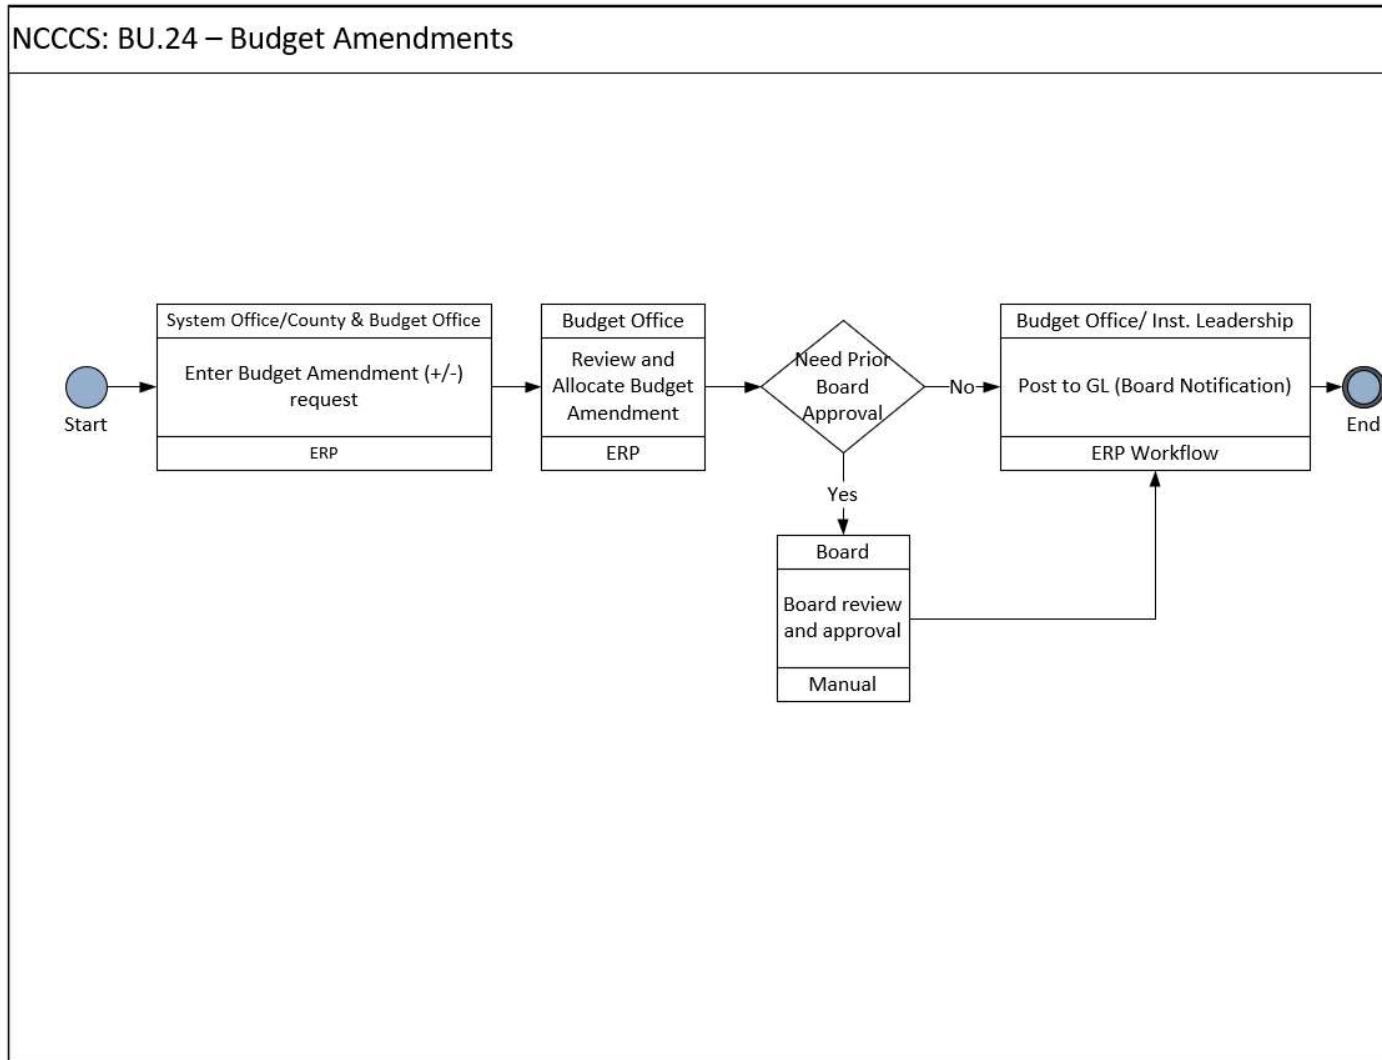 NCCCS: BU.24 – Budget Amendments
System Office/County & Budget Office
Enter Budget Amendment (+/-)
request
ERP
Start
Budget Office
Review and
Allocate Budget
Amendment
ERP
Need Prior
Board
Approval
No
Yes
Budget Office/ Inst. Leadership
Post to GL (Board Notification)
ERP Workflow
End
Board
Board review
and approval
Manual